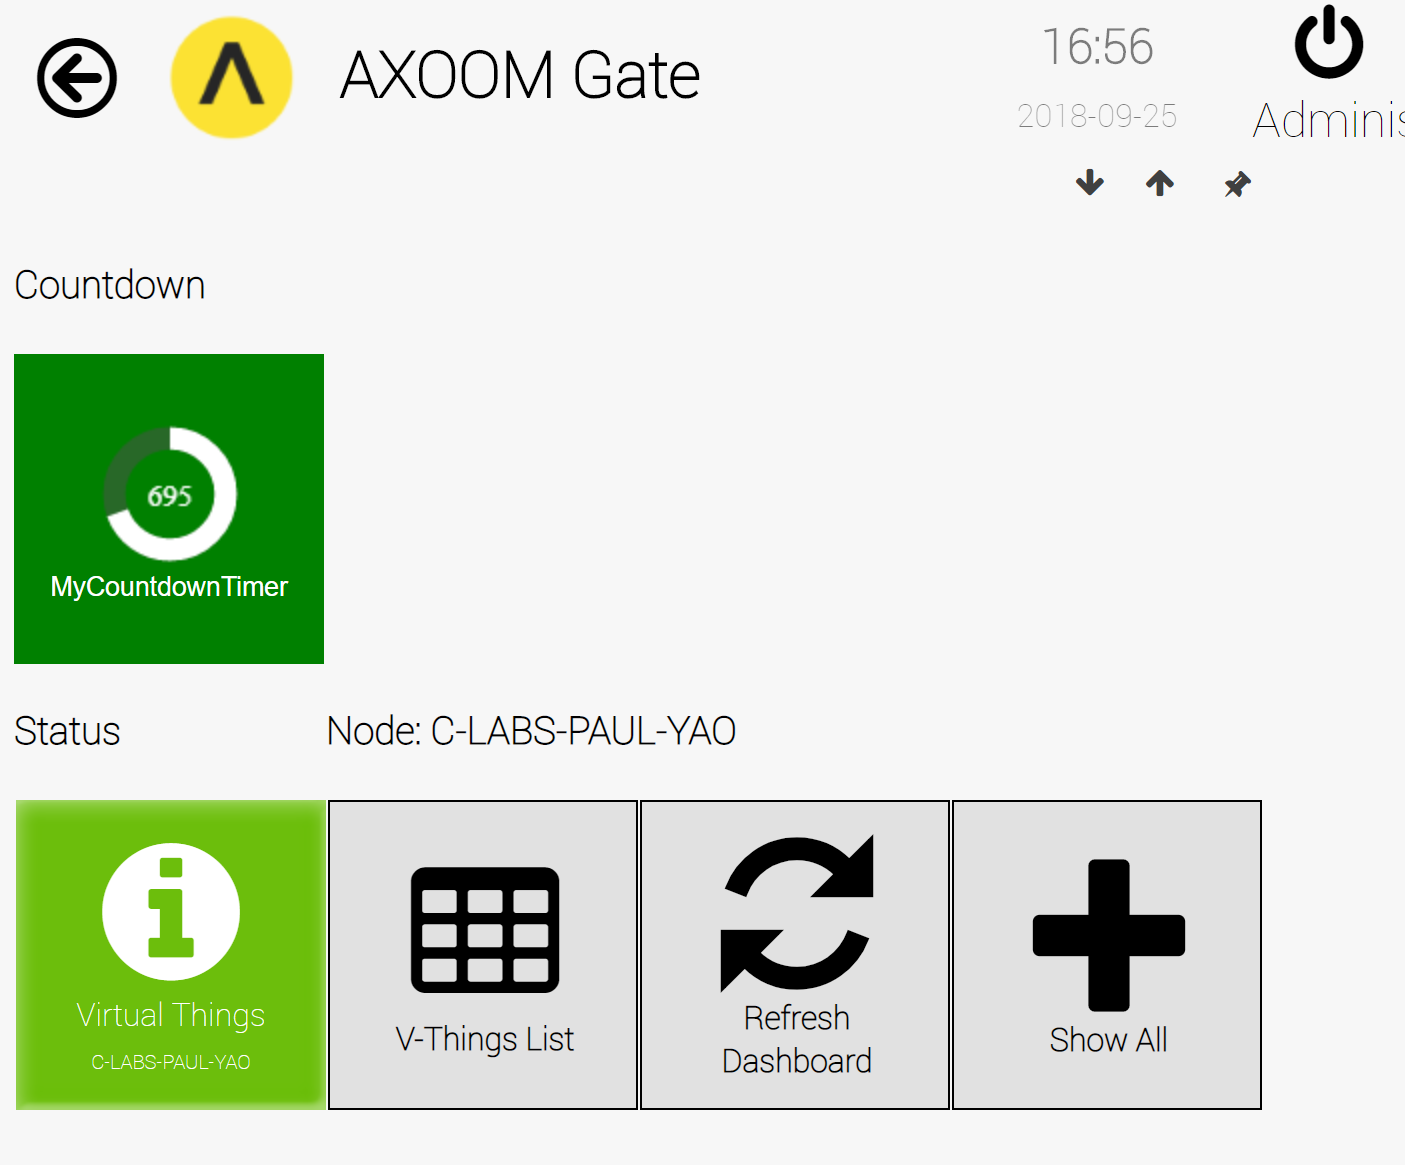 AXOOM Gate
16:56
2018-09-25
Adminis
Countdown
695
MyCountdownTimer
Status
Node: C-LABS-PAUL-YAO
Virtual Things
C-LABS-PAUL-YAO
V-Things List
Refresh
Dashboard
Show All